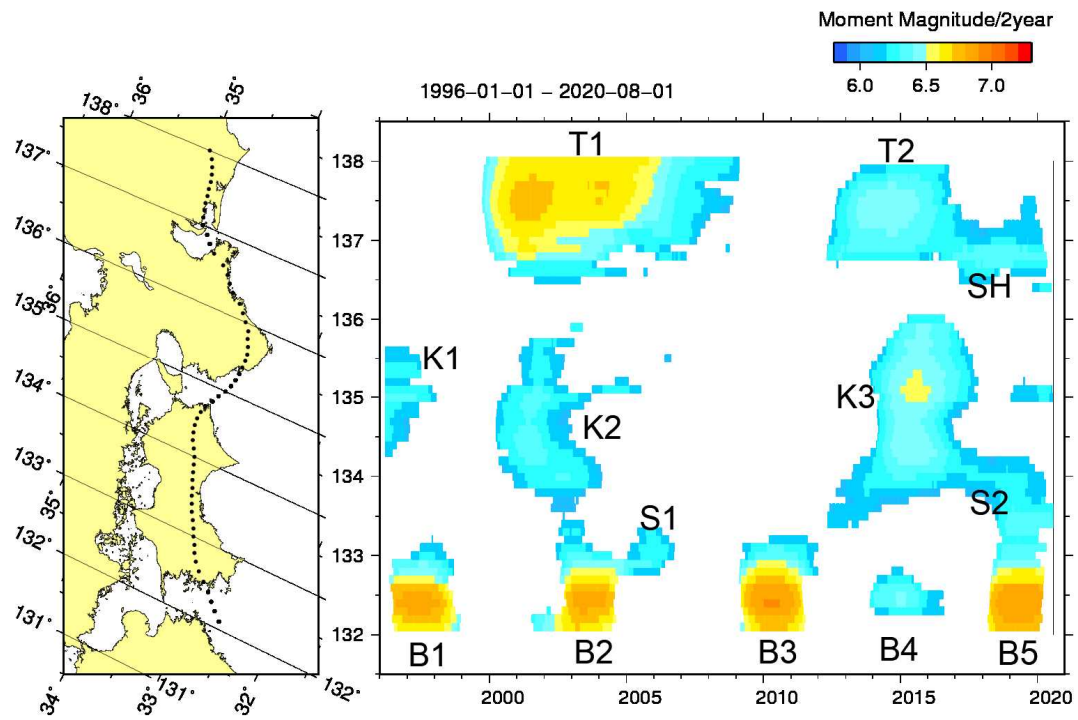 Moment Magnitude/2year
6.0 6.5 7.0
1996−01−01 − 2020−08−01
36° 35°
138°
137°
136°
36°
135°
134°
133°
35°
132°
131°
34° 33° 131° 32° 132°
138
137
136
135
134
133
132
T1
T2
SH
K1
K2
K3
S1
S2
B1 B2 B3 B4 B5
2000 2005 2010 2015 2020